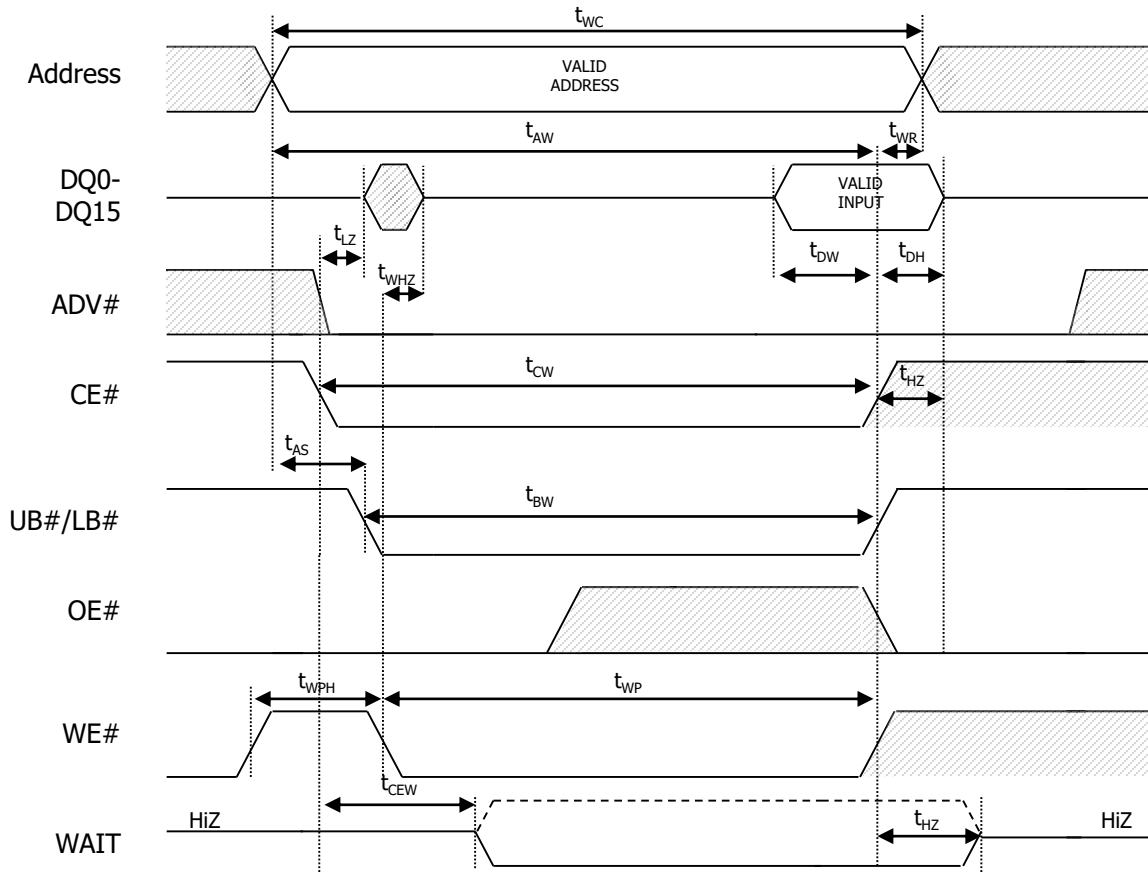 tWC
Address
VALID
ADDRESS
tAW
tWR
DQ0-
DQ15
VALID
INPUT
tLZ
tDW
tDH
tWHZ
ADV#
tCW
tHZ
CE#
tAS
tBW
UB#/LB#
OE#
tWPH
tWP
WE#
tCEW
HiZ
tHZ
HiZ
WAIT